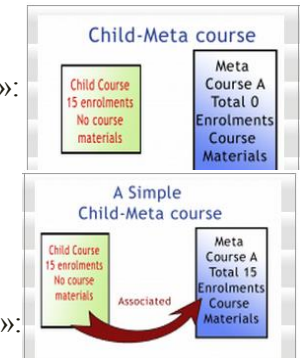 Child-Meta course
»:
Child Course
15 enrolments
No course
materials
Meta
Course A
Total 0
Enrolments
Course
Materials
A Simple
Child-Meta course
Child Course
15 enrolments
No course
materials
Associated
Meta
Course A
Total 15
Enrolments
Course
Materials
»: